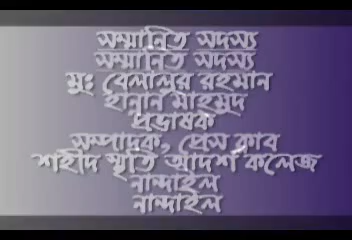 সম্মানিত সদস্য
সম্মানিত সদস্য
মুঃ বেলালুর রহমান
হান্নান মাহমুদ
প্রভাষক
সম্পাদক, প্রেস ক্লাব
শহীদ স্মৃতি আদর্শ কলেজ
নান্দাইল
নান্দাইল